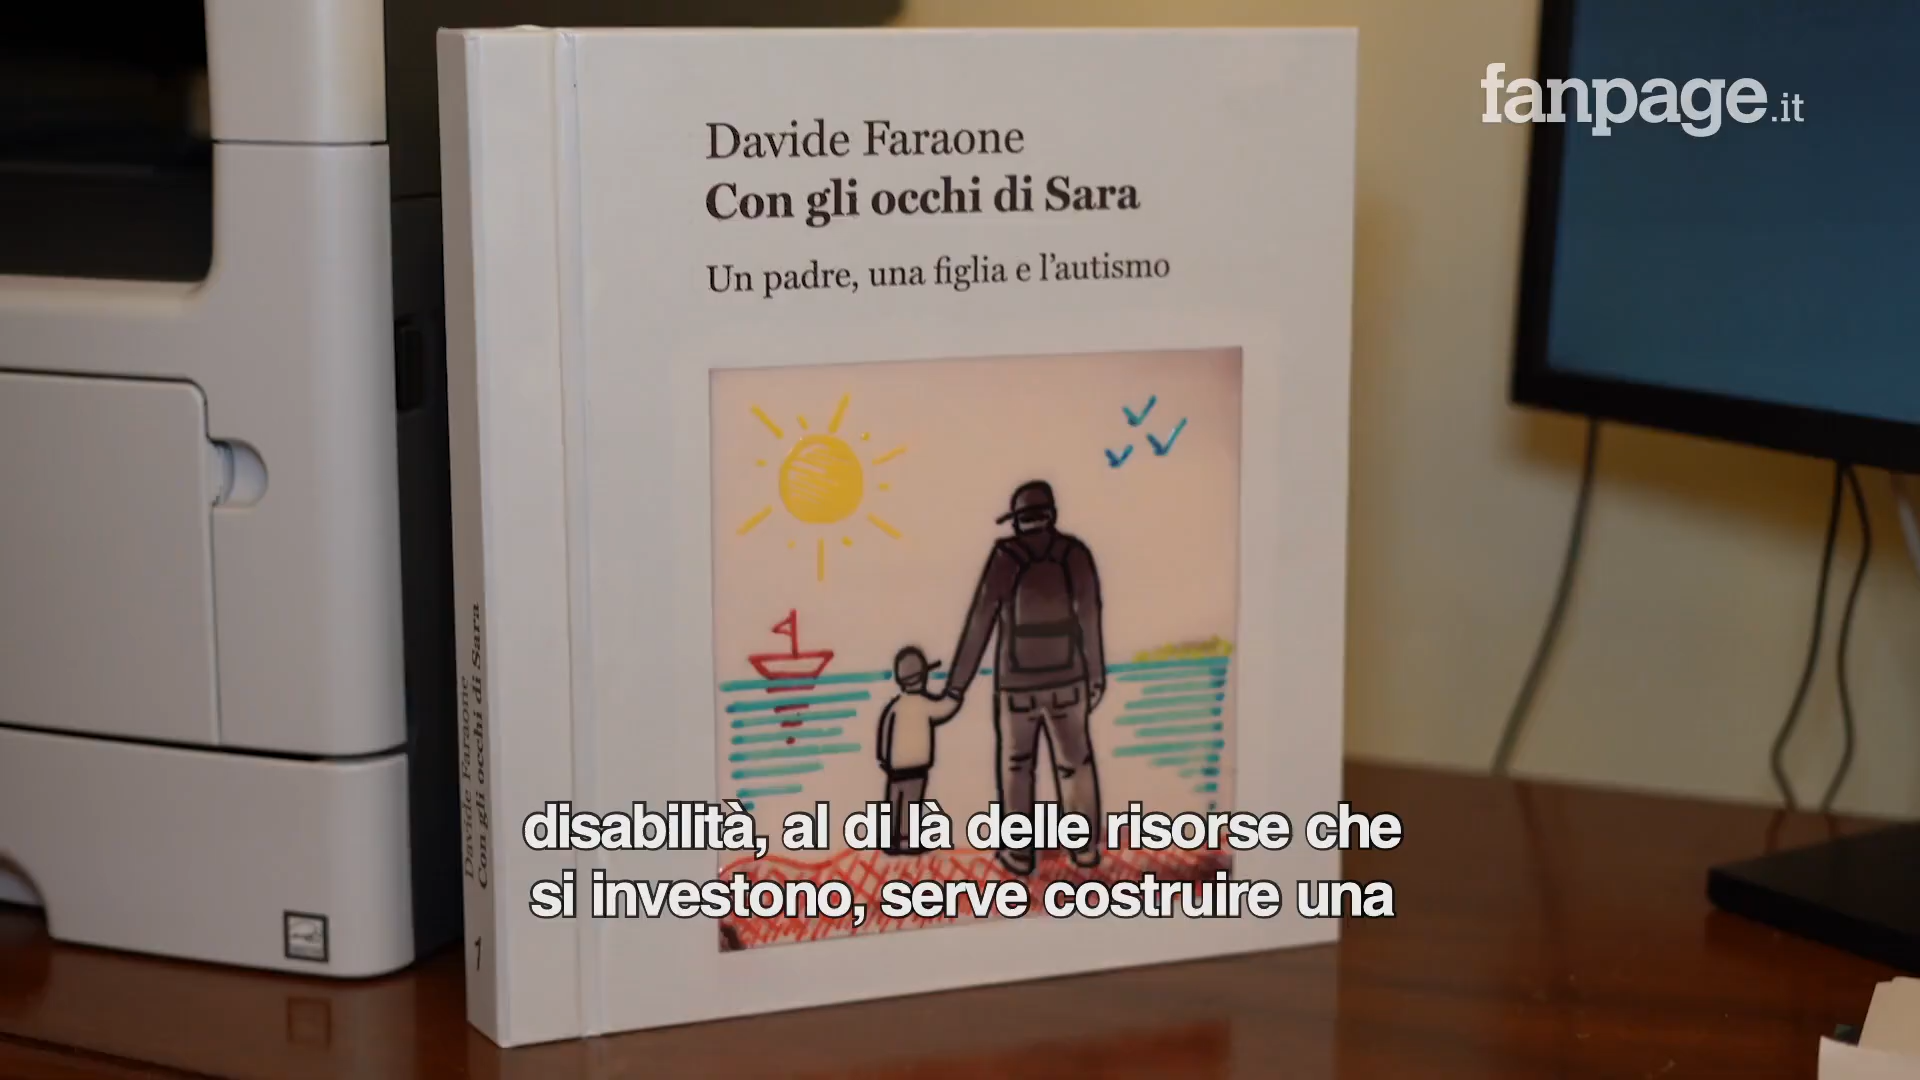 fanpage.it
Davide Faraone
Con gli occhi di Sara
Un padre, una figlia e l'autismo
Davide Faraone
Con gli occhi di Sara
disabilità, al di là delle risorse che
si investono, serve costruire una